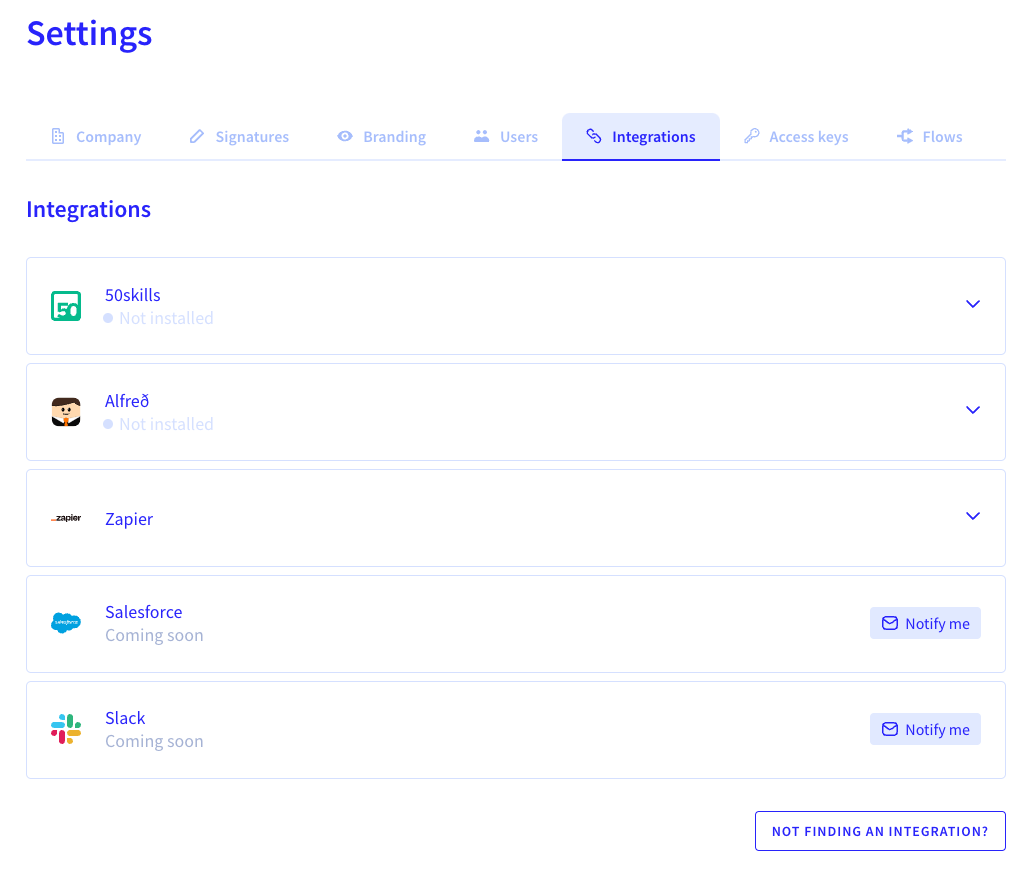 Settings
Company Signatures Branding Users Integrations Access keys Flows
Integrations
50
50skills
Not installed
Alfreð
Not installed
zapier
Zapier
salesforce
Salesforce
Coming soon
Notify me
Slack
Coming soon
Notify me
NOT FINDING AN INTEGRATION?